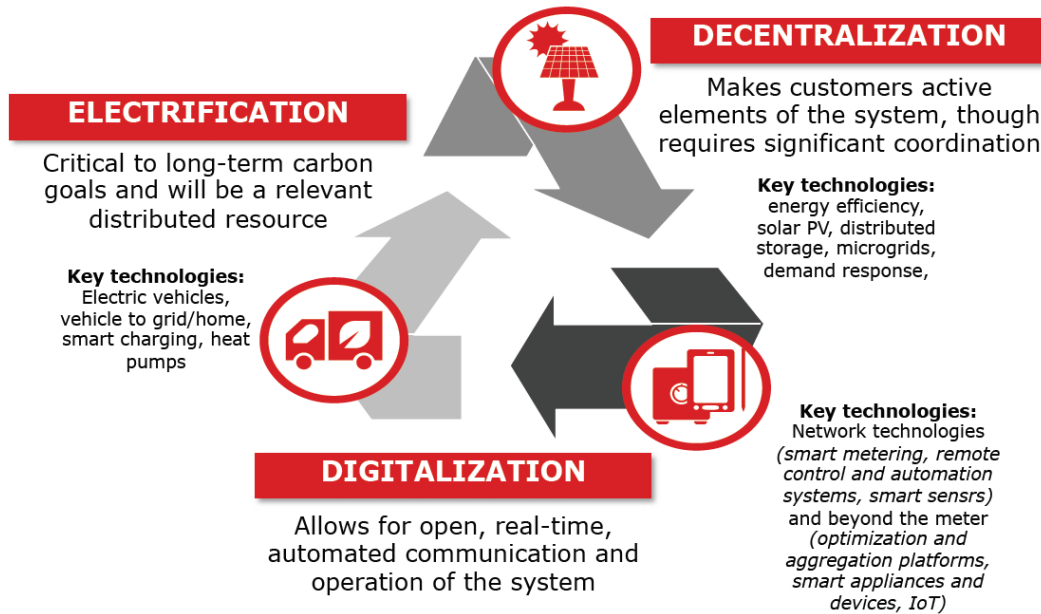 DECENTRALIZATION
Makes customers active
elements of the system, though
requires significant coordination
Key technologies:
energy efficiency,
solar PV, distributed
storage, microgrids,
demand response,
ELECTRIFICATION
Critical to long-term carbon
goals and will be a relevant
distributed resource
Key technologies:
Electric vehicles,
vehicle to grid/home,
smart charging, heat
pumps
DIGITALIZATION
Allows for open, real-time,
automated communication and
operation of the system
Key technologies:
Network technologies
(smart metering, remote
control and automation
systems, smart sensrs)
and beyond the meter
(optimization and
aggregation platforms,
smart appliances and
devices, IoT)